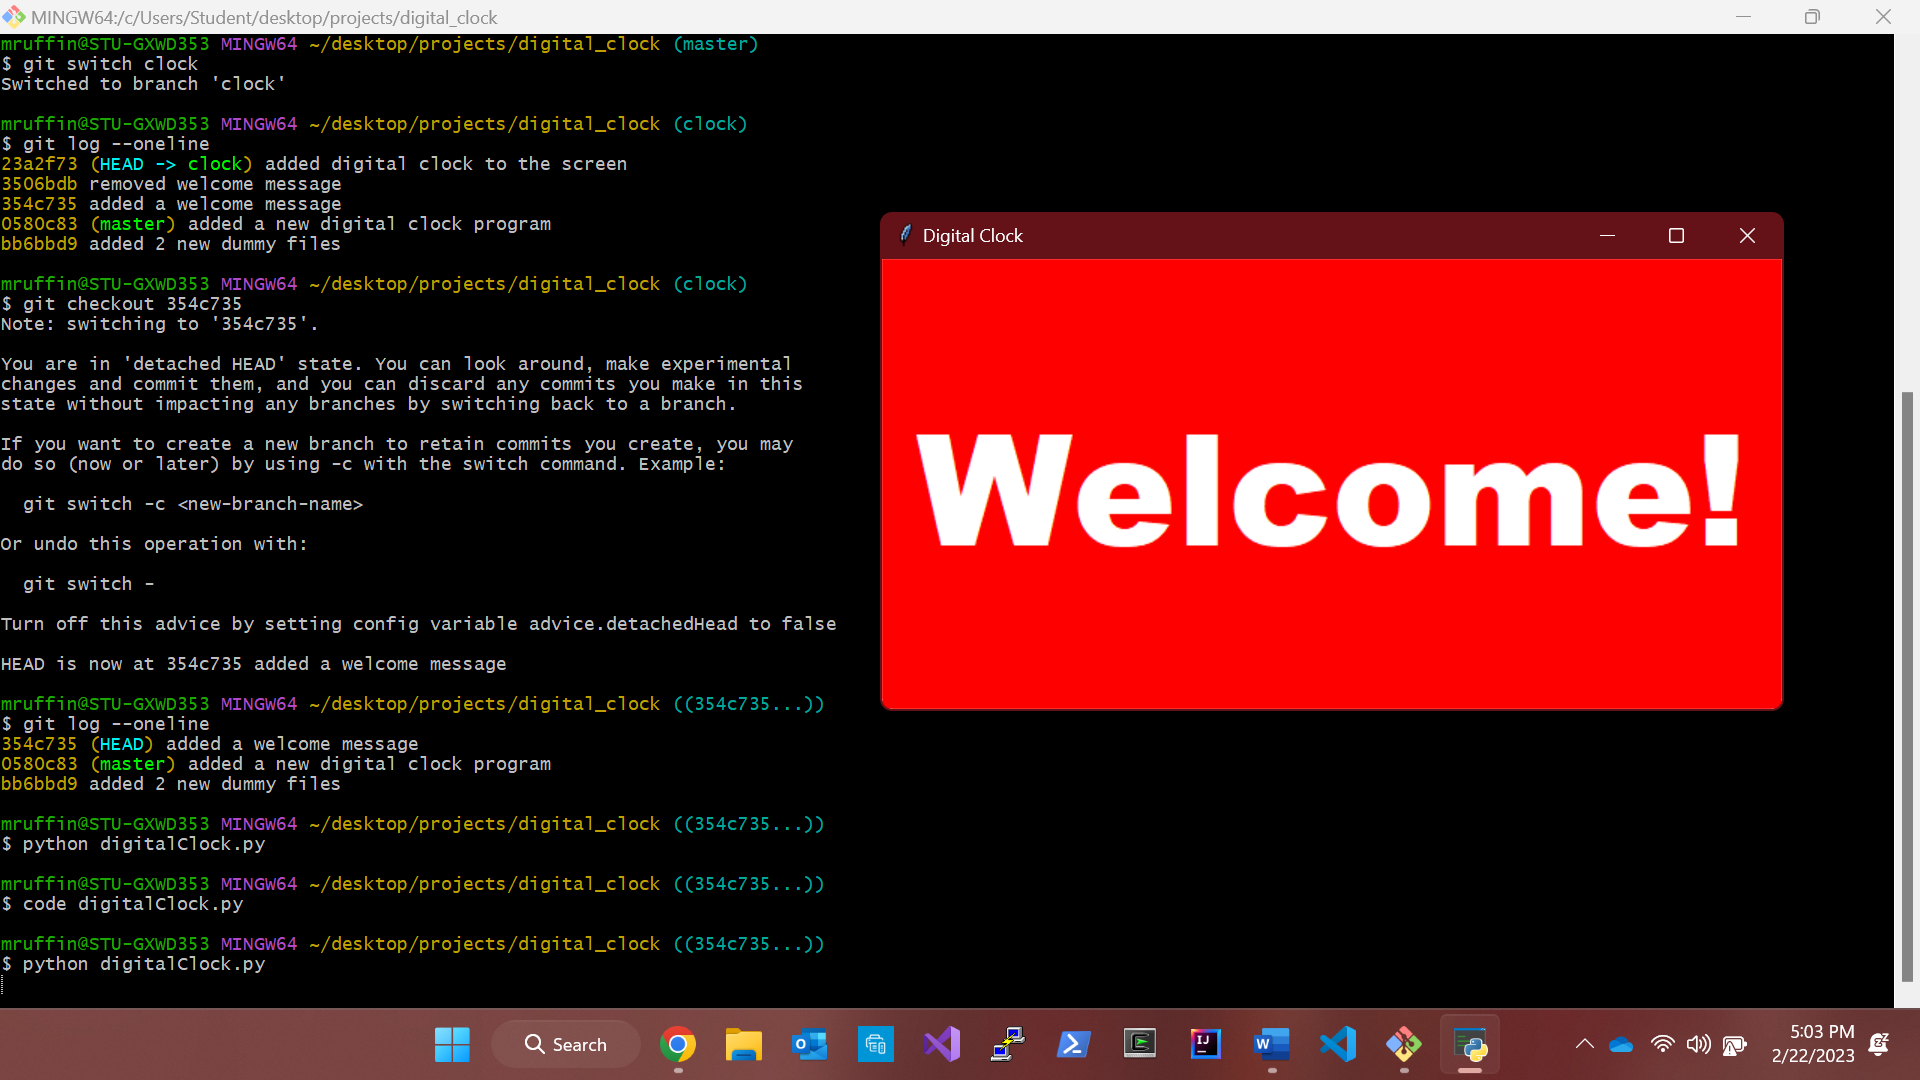 MINGW64:/c/Users/Student/desktop/projects/digital_clock
mruffin@STU-GXWD353 MINGW64 ~/desktop/projects/digital_clock (master)
$ git switch clock
Switched to branch 'clock'
mruffin@STU-GXWD353 MINGW64 ~/desktop/projects/digital_clock (clock)
$ git log --oneline
23a2f73 (HEAD -> clock) added digital clock to the screen
3506bdb removed welcome message
354c735 added a welcome message
0580c83 (master) added a new digital clock program
bb6bbd9 added 2 new dummy files
mruffin@STU-GXWD353 MINGW64 ~/desktop/projects/digital_clock (clock)
$ git checkout 354c735
Note: switching to '354c735'.
You are in 'detached HEAD' state. You can look around, make experimental
changes and commit them, and you can discard any commits you make in this
state without impacting any branches by switching back to a branch.
If you want to create a new branch to retain commits you create, you may
do so (now or later) by using -c with the switch command. Example:
git switch -c <new-branch-name>
Or undo this operation with:
git switch -
Turn off this advice by setting config variable advice.detachedHead to false
HEAD is now at 354c735 added a welcome message
mruffin@STU-GXWD353 MINGW64 ~/desktop/projects/digital_clock ((354c735...))
$ git log --oneline
354c735 (HEAD) added a welcome message
0580c83 (master) added a new digital clock program
bb6bbd9 added 2 new dummy files
mruffin@STU-GXWD353 MINGW64 ~/desktop/projects/digital_clock ((354c735...))
$ python digitalClock.py
mruffin@STU-GXWD353 MINGW64 ~/desktop/projects/digital_clock ((354c735...))
$ code digitalClock.py
mruffin@STU-GXWD353 MINGW64 ~/desktop/projects/digital_clock ((354c735...))
$ python digitalClock.py
Digital Clock
Welcome!
Search
5:03 PM
2/22/2023